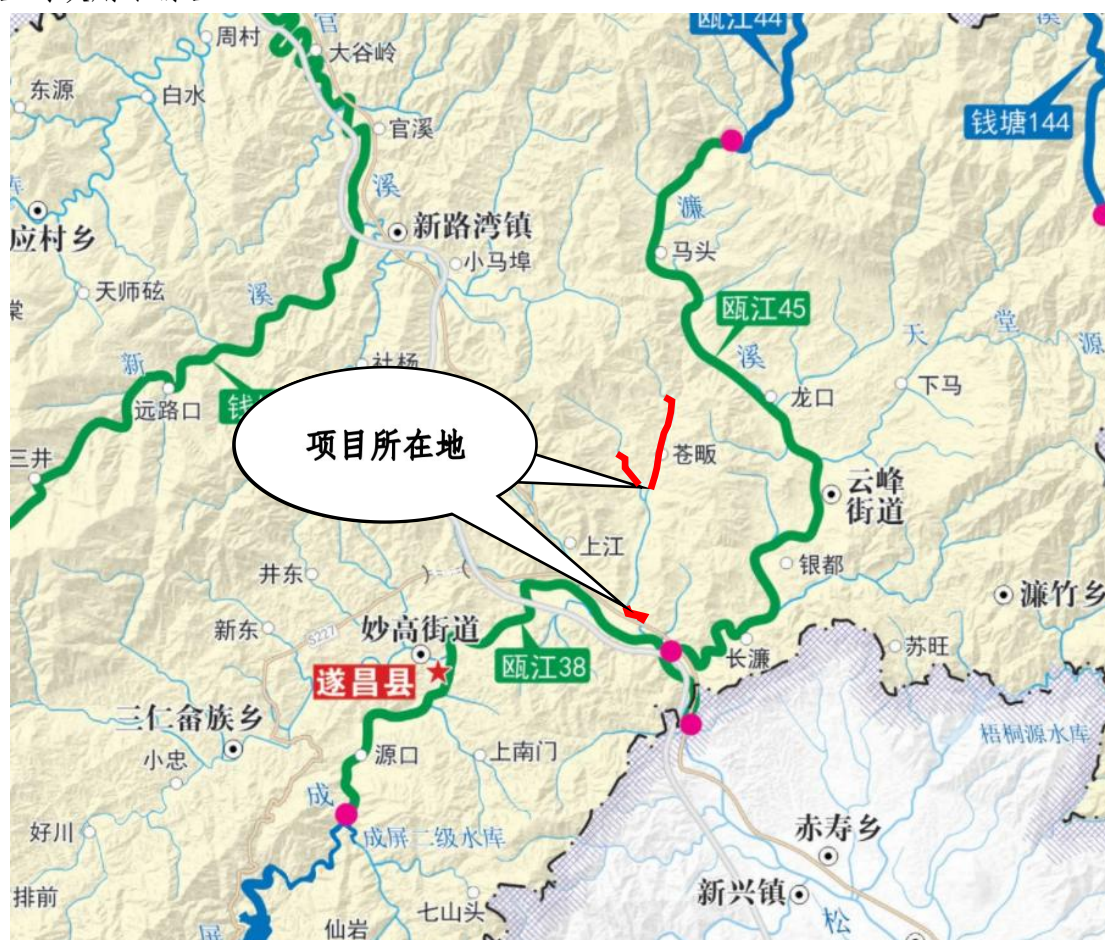 周村
官
大谷岭
瓯江44
溪
东源
白水
官溪
钱塘144
库
溪
应村乡
新路湾镇
濂
小马埠
马头
天师砝
溪
棠
瓯江45
天
堂
源
新
社杨
溪
远路口
钱
龙口
下马
项目所在地
三井
苍畈
云峰
街道
上江
银都
井东
濂竹乡
新东
S227
妙高街道
长濂
苏旺
遂昌县
瓯江38
三仁畲族乡
梧桐源水库
小忠
源口
上南门
成
好川
成屏二级水库
赤寿乡
排前
新兴镇
七山头
松
屏
仙岩